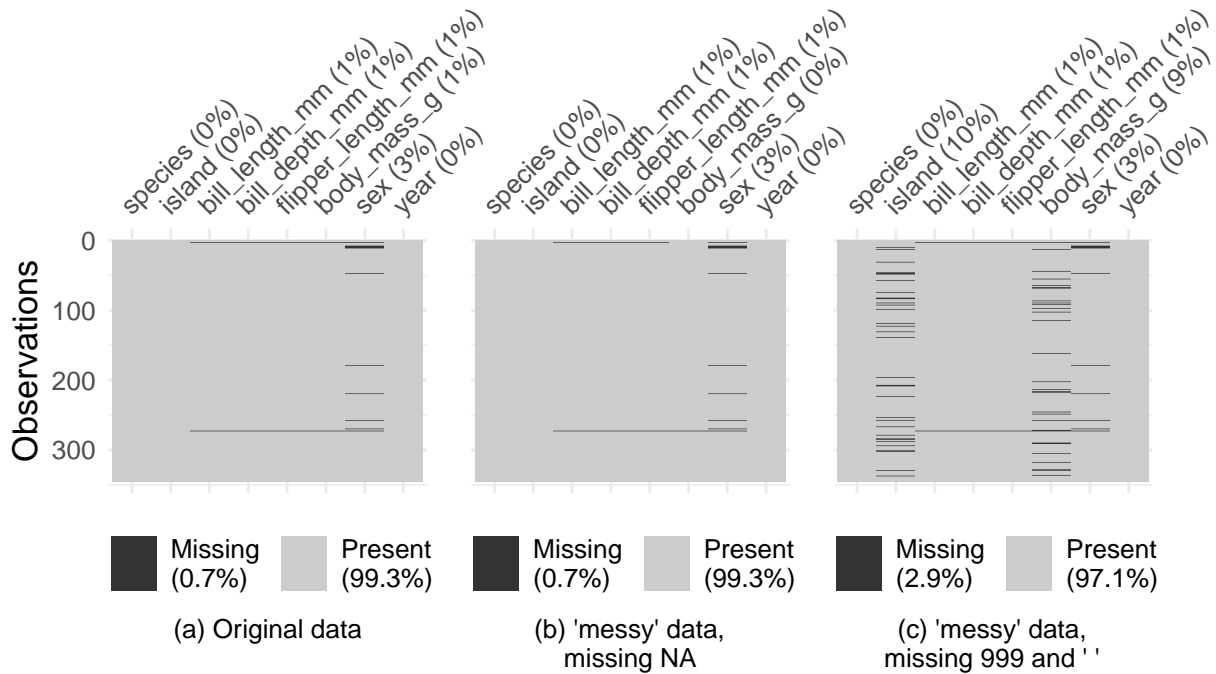 species (0%)
island (0%)
bill_length_mm (1%)
bill_depth_mm (1%)
flipper_length_mm (1%)
body_mass_g (1%)
sex (3%)
year (0%)
species (0%)
island (0%)
bill_length_mm (1%)
bill_depth_mm (1%)
flipper_length_mm (1%)
body_mass_g (0%)
sex (3%)
year (0%)
species (0%)
island (10%)
bill_length_mm (1%)
bill_depth_mm (1%)
flipper_length_mm (1%)
body_mass_g (9%)
sex (3%)
year (0%)
Observations
0
100
200
300
Missing
(0.7%)
Present
(99.3%)
Missing
(0.7%)
Present
(99.3%)
Missing
(2.9%)
Present
(97.1%)
(a) Original data
(b) 'messy' data,
missing NA
(c) 'messy' data,
missing 999 and ' '